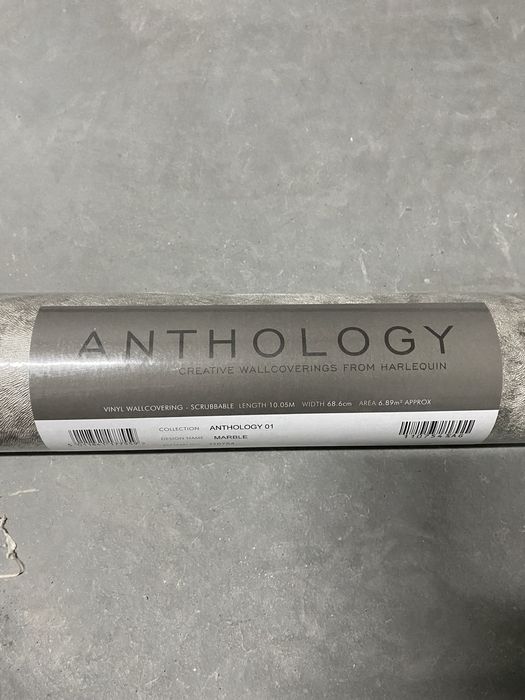 ANTHOLOGY
CREATIVE WALLCOVERINGS FROM HARLEQUIN
VINYL WALLCOVERING - SCRUBBABLE LENGTH 10.05M WIDTH 68.6cm AREA 6.89m² APPROX
COLLECTION ANTHOLOGY 01
DESIGN NAME MARBLE